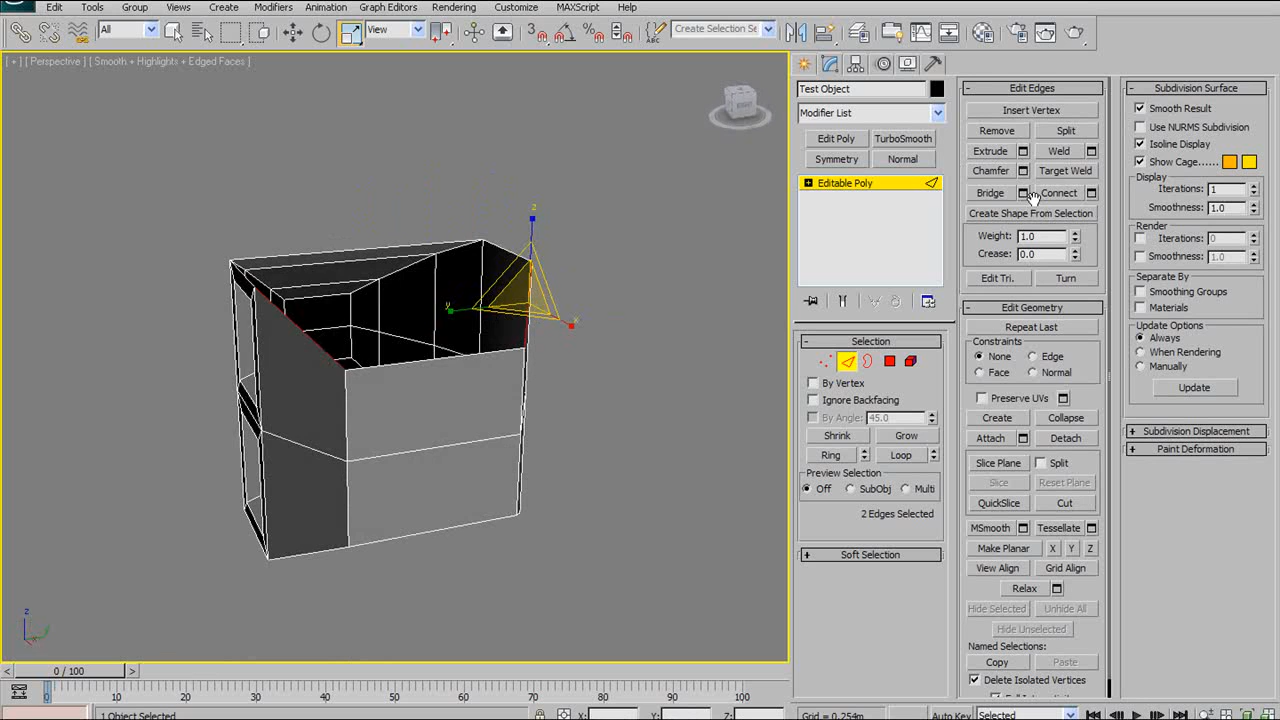 Edit Tools Group Views Create Modifiers Animation Graph Editors Rendering Customize MAXScript Help
All View 3 Create Selection Se
[ + ] [ Perspective ] [ Smooth + Highlights + Edged Faces ]
Test Object
Modifier List
Edit Poly TurboSmooth
Symmetry Normal
Editable Poly
Selection
By Vertex
Ignore Backfacing
By Angle: 45.0
Shrink Grow
Ring Loop
Preview Selection
Off SubObj Multi
2 Edges Selected
Soft Selection
Edit Edges
Insert Vertex
Remove Split
Extrude Weld
Chamfer Target Weld
Bridge Connect
Create Shape From Selection
Weight: 1.0
Crease: 0.0
Edit Tri. Turn
Edit Geometry
Repeat Last
Constraints
None Edge
Face Normal
Preserve UVs
Create Collapse
Attach Detach
Slice Plane Split
Slice Reset Plane
QuickSlice Cut
MSmooth Tessellate
Make Planar X Y Z
View Align Grid Align
Relax
Hide Selected Unhide All
Hide Unselected
Named Selections:
Copy Paste
Delete Isolated Vertices
Subdivision Surface
Smooth Result
Use NURMS Subdivision
Isoline Display
Show Cage......
Display
Iterations: 1
Smoothness: 1.0
Render
Iterations: 0
Smoothness: 1.0
Separate By
Smoothing Groups
Materials
Update Options
Always
When Rendering
Manually
Update
Subdivision Displacement
Paint Deformation
z
y
x
z
< 0 / 100 >
0 10 20 30 40 50 60 70 80 90 100
1 Object Selected X: Y: Z: Grid = 0.254m Auto Key Selected